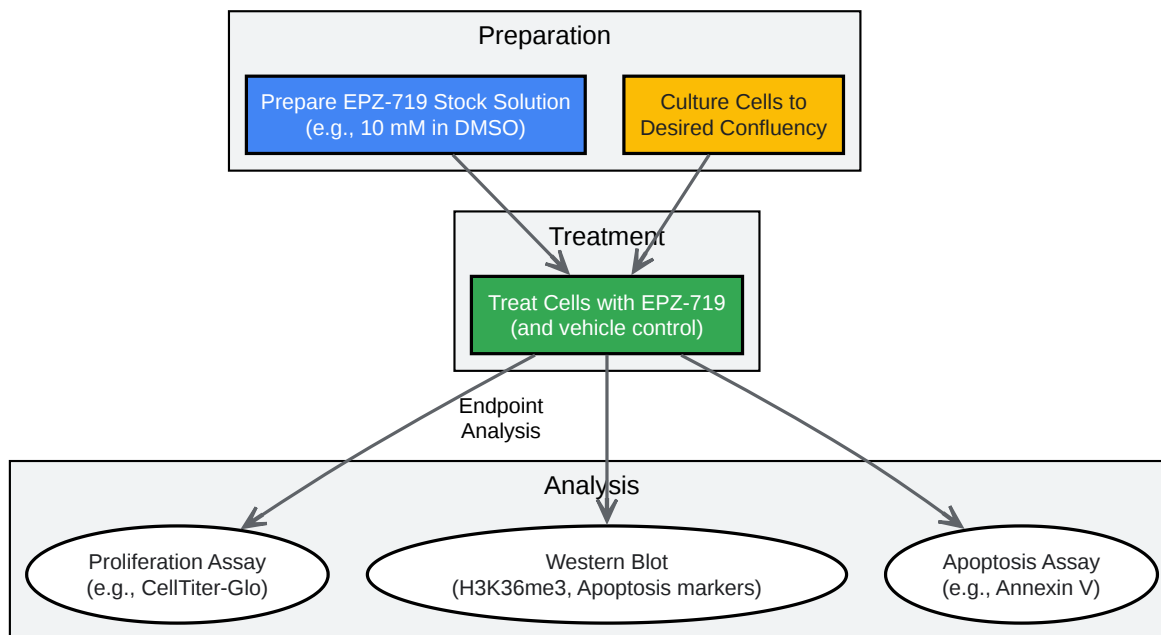 Preparation
Prepare EPZ-719 Stock Solution
(e.g., 10 mM in DMSO)
Culture Cells to
Desired Confluency
Treatment
Treat Cells with EPZ-719
(and vehicle control)
Endpoint
Analysis
Analysis
Proliferation Assay
(e.g., CellTiter-Glo)
Western Blot
(H3K36me3, Apoptosis markers)
Apoptosis Assay
(e.g., Annexin V)